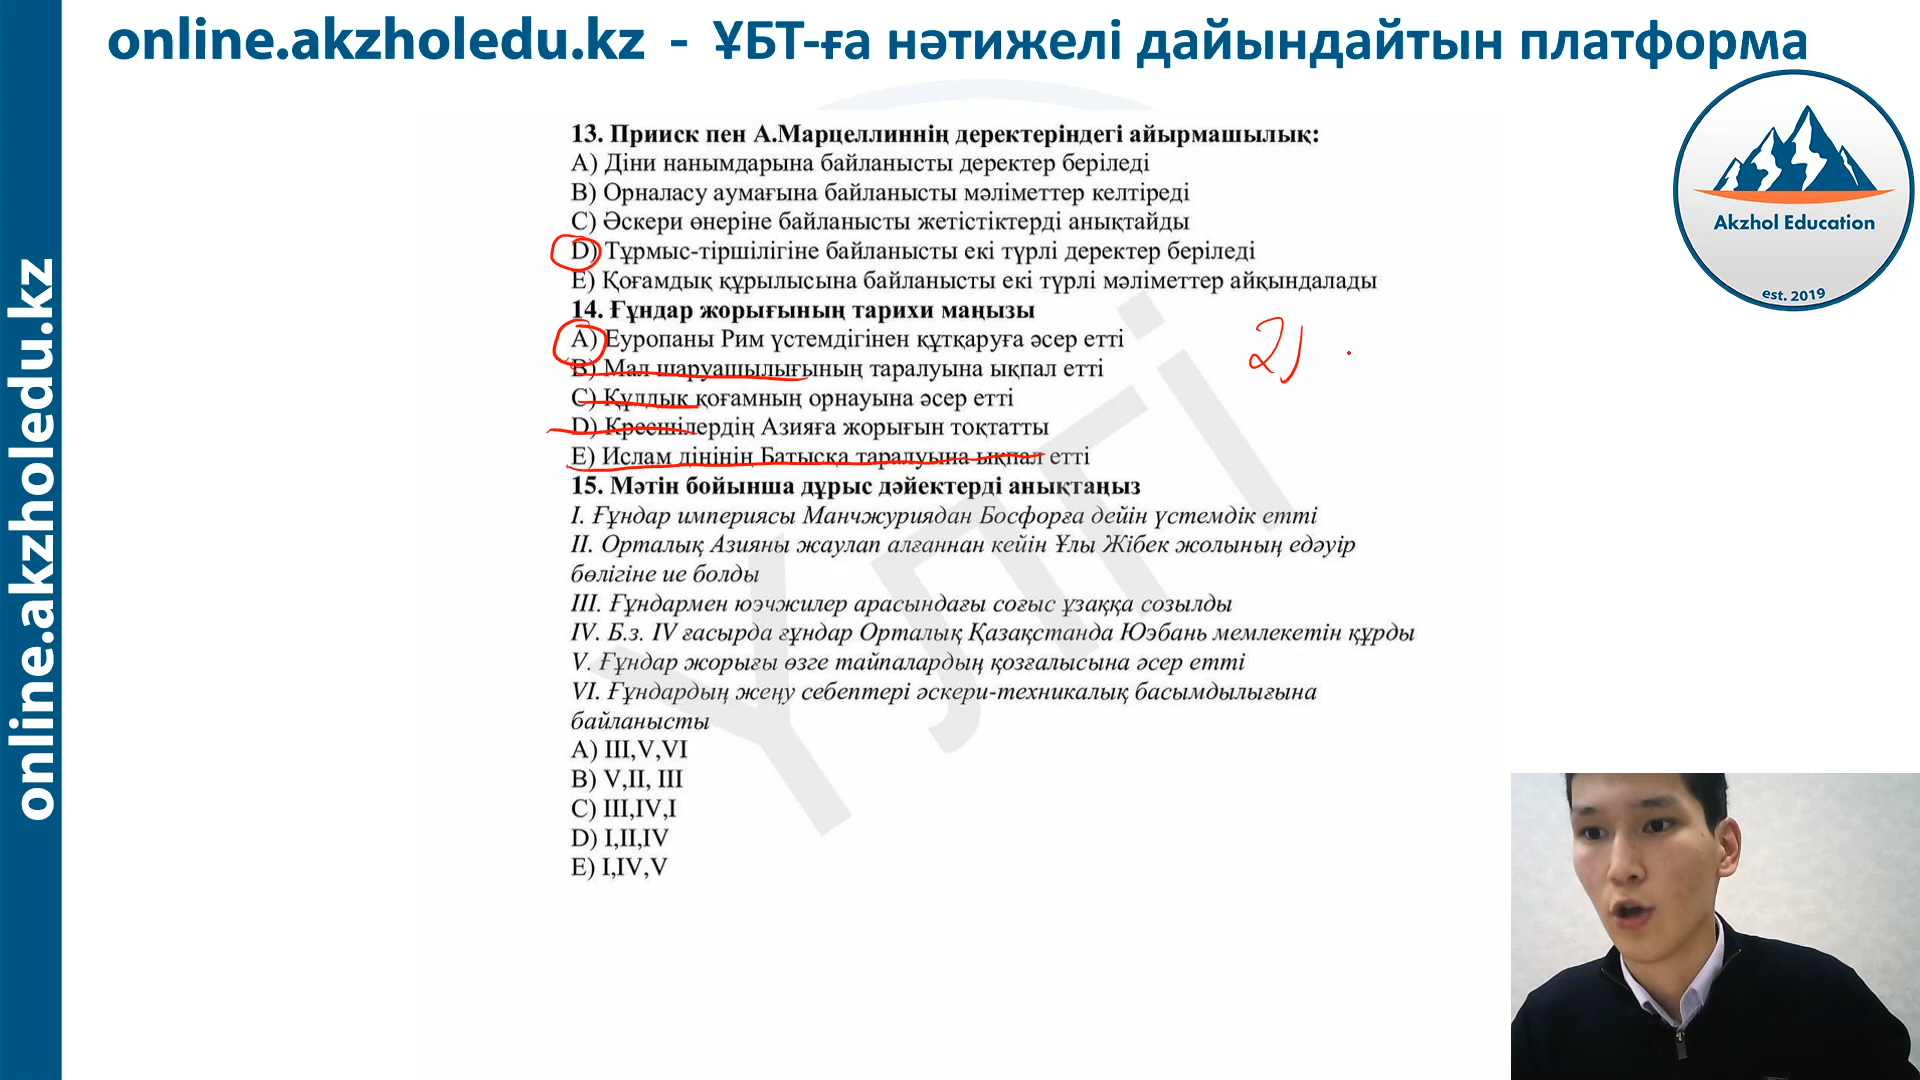 online.akzholedu.kz - ҰБТ-ға нәтижелі дайындайтын платформа
online.akzholedu.kz
Akzhol Education
est. 2019
13. Прииск пен А.Марцеллиннің деректеріндегі айырмашылық:
A) Діни нанымдарына байланысты деректер беріледі
B) Орналасу аумағына байланысты мәліметтер келтіреді
C) Әскери өнеріне байланысты жетістіктерді анықтайды
D) Тұрмыс-тіршілігіне байланысты екі түрлі деректер беріледі
E) Қоғамдық құрылысына байланысты екі түрлі мәліметтер айқындалады
14. Ғұндар жорығының тарихи маңызы
A) Еуропаны Рим үстемдігінен құтқаруға әсер етті
B) Мал шаруашылығының таралуына ықпал етті
C) Құлдық қоғамның орнауына әсер етті
D) Кресшілердің Азияға жорығын тоқтатты
E) Ислам дінінің Батысқа таралуына ықпал етті
21
15. Мәтін бойынша дұрыс дәйектерді анықтаңыз
I. Ғұндар империясы Манчжуриядан Босфорға дейін үстемдік етті
II. Орталық Азияны жаулап алғаннан кейін Ұлы Жібек жолының едәуір
бөлігіне ие болды
III. Ғұндармен юэчжилер арасындағы соғыс ұзаққа созылды
IV. Б.з. IV ғасырда ғұндар Орталық Қазақстанда Юэбань мемлекетін құрды
V. Ғұндар жорығы өзге тайпалардың қозғалысына әсер етті
VI. Ғұндардың жеңу себептері әскери-техникалық басымдылығына
байланысты
A) III,V,VI
B) V,II, III
C) III,IV,I
D) I,II,IV
E) I,IV,V
ҮЛГІ